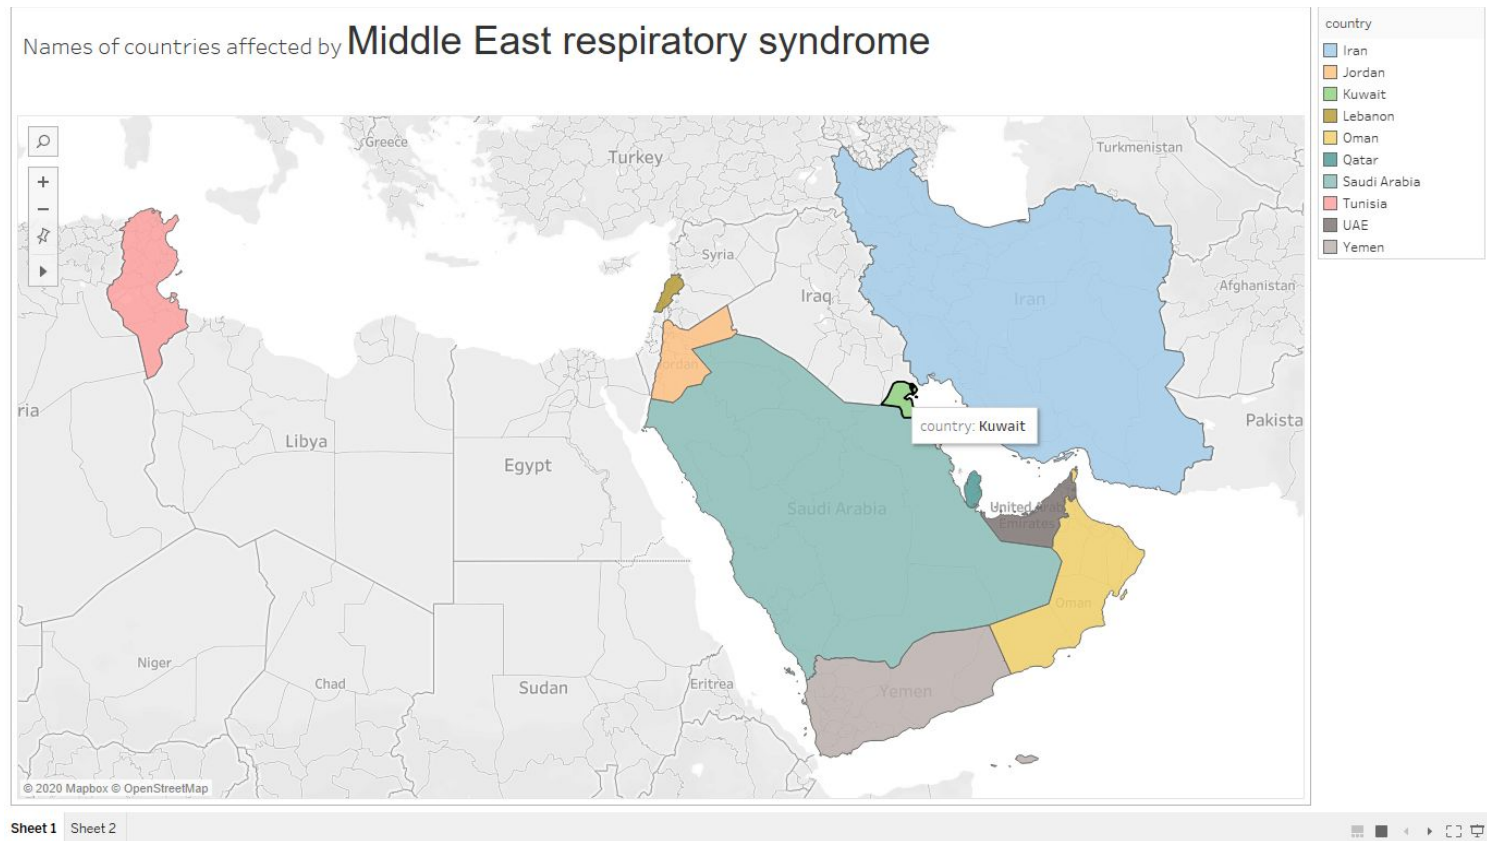 Names of countries affected by Middle East respiratory syndrome
country
Iran
Jordan
Kuwait
Lebanon
Oman
Qatar
Saudi Arabia
Tunisia
UAE
Yemen
Greece
Turkey
Turkmenistan
Syria
Iraq
Iran
Afghanistan
Jordan
ria
Libya
Egypt
Pakista
country: Kuwait
Saudi Arabia
United Arab
Emirates
Oman
Niger
Chad
Sudan
Eritrea
Yemen
© 2020 Mapbox © OpenStreetMap
Sheet 1
Sheet 2